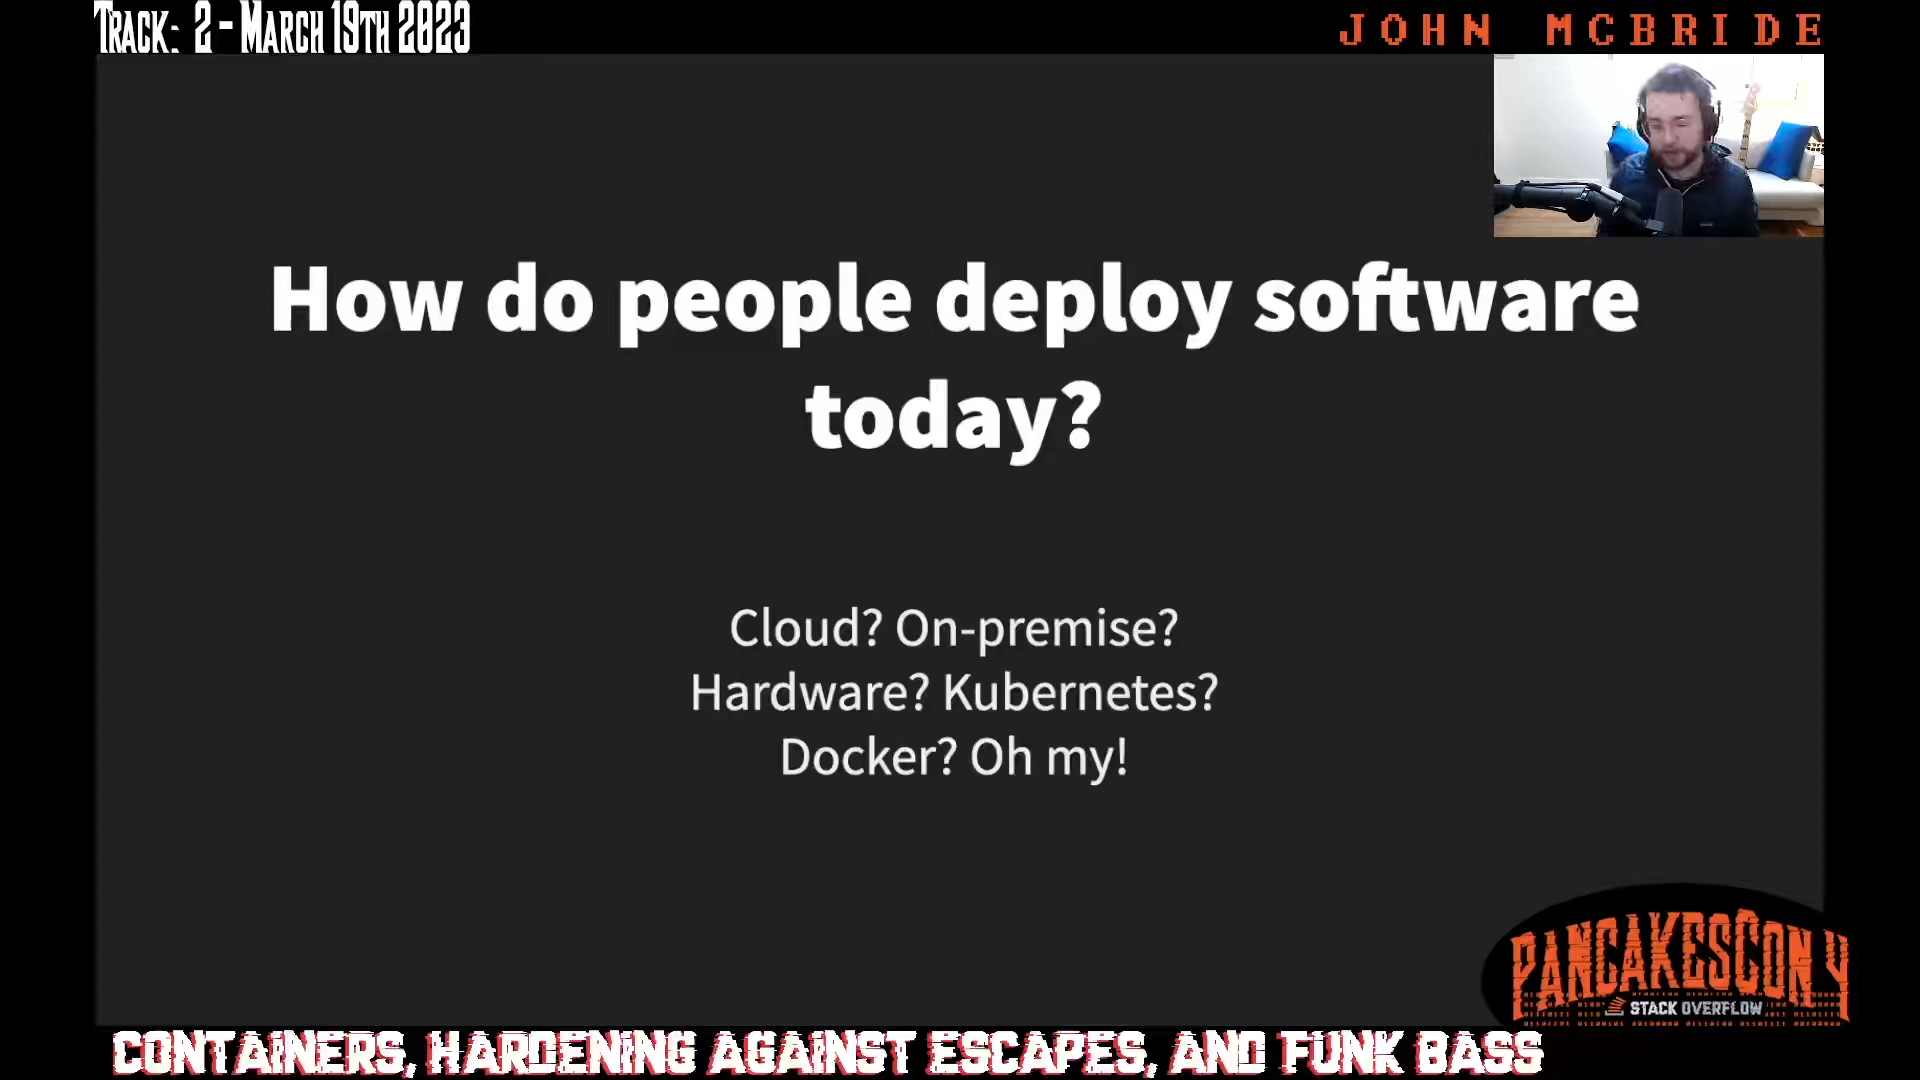 Track: 2 - March 19th 2023
JOHN MCBRIDE
How do people deploy software
today?
Cloud? On-premise?
Hardware? Kubernetes?
Docker? Oh my!
PANCAKESCON 4
STACK OVERFLOW
CONTAINERS, HARDENING AGAINST ESCAPES, AND FUNK BASS